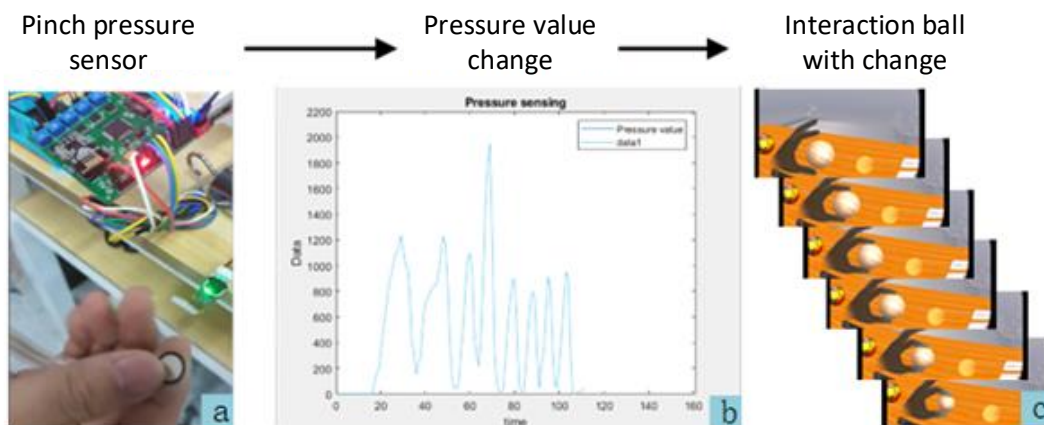 Pinch pressure
sensor
Pressure value
change
Interaction ball
with change
Pressure sensing
2200
2000
1800
1600
1400
1200
1000
800
600
400
200
0
Data
Pressure value
data1
0 20 40 60 80 100 120 140 160
time
a
b
c